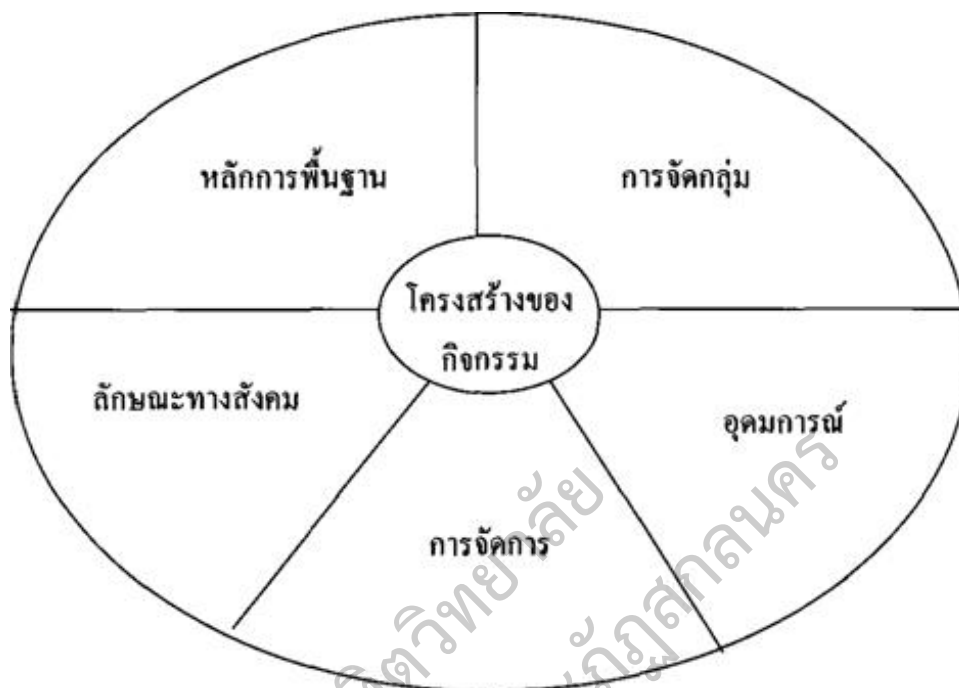 หลักการพื้นฐาน
การจัดกลุ่ม
โครงสร้างของ
กิจกรรม
ลักษณะทางสังคม
อุดมการณ์
การจัดการ